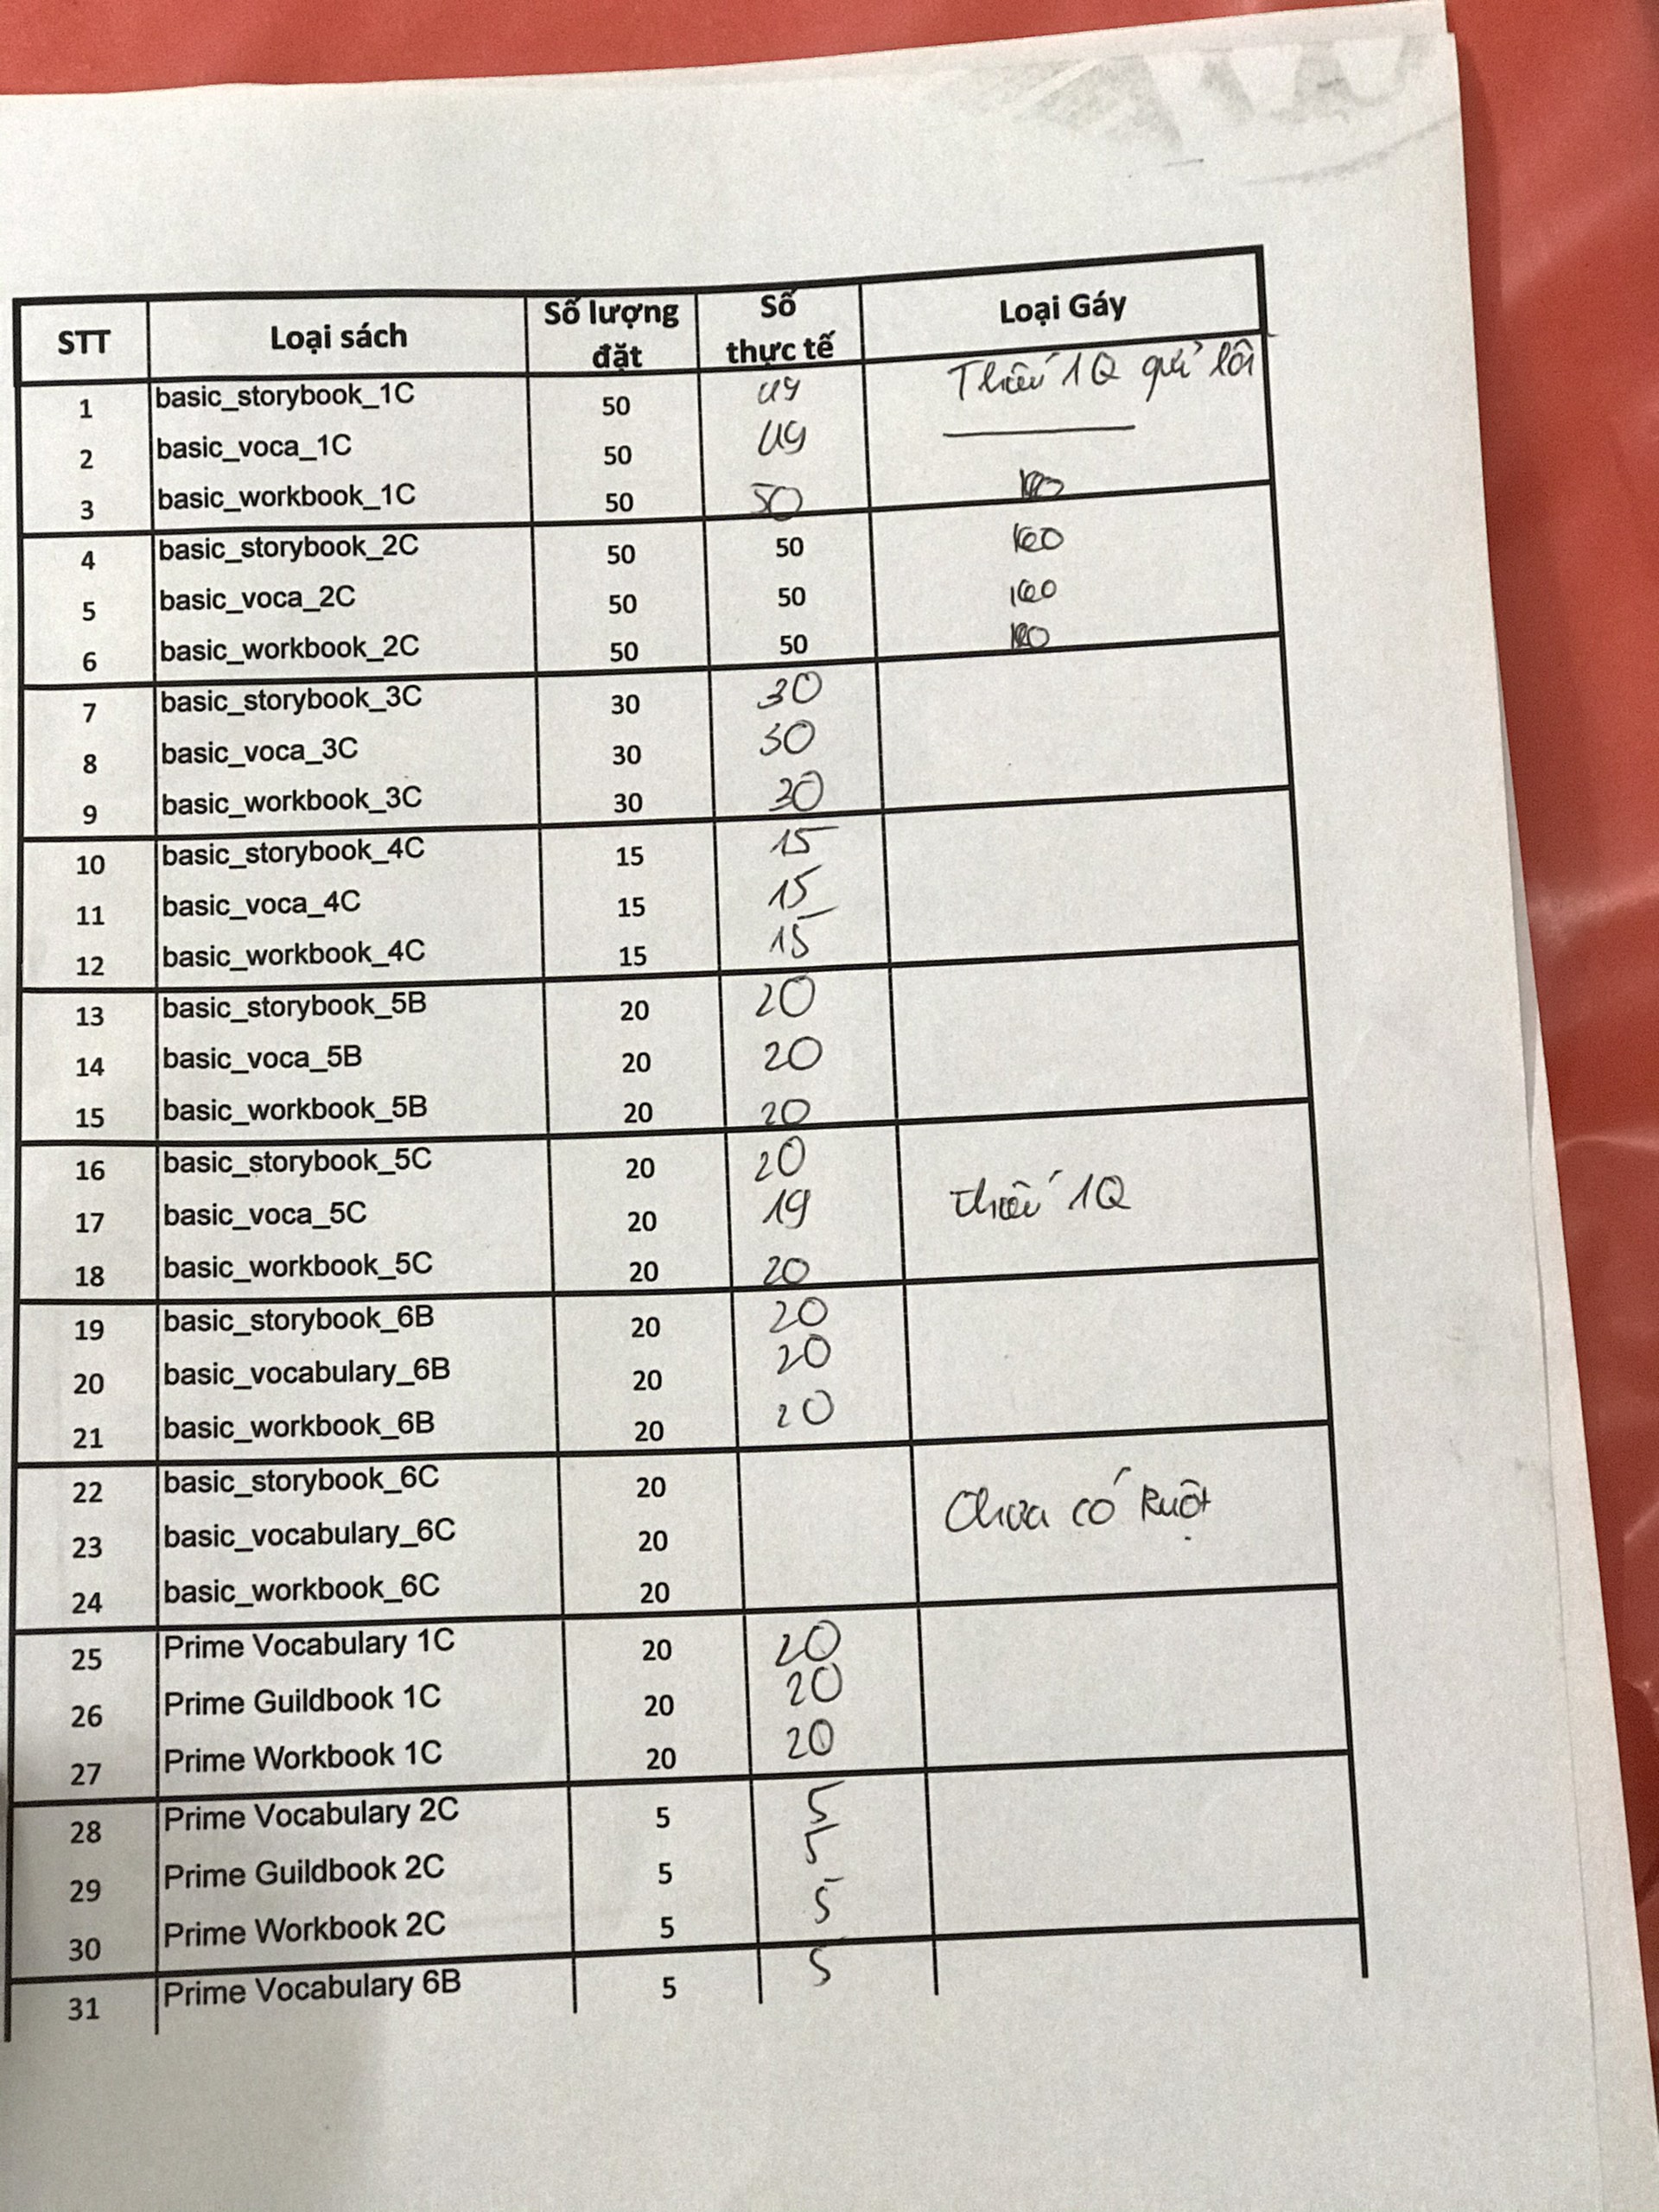 STT Loại sách Số lượng đặt Số thực tế Loại Gáy
1 basic_storybook_1C 50 49 Thiếu 1Q
2 basic_voca_1C 50 49
3 basic_workbook_1C 50 50
4 basic_storybook_2C 50 50
5 basic_voca_2C 50 50
6 basic_workbook_2C 50 50
7 basic_storybook_3C 30 30
8 basic_voca_3C 30 30
9 basic_workbook_3C 30 30
10 basic_storybook_4C 15 15
11 basic_voca_4C 15 15
12 basic_workbook_4C 15 15
13 basic_storybook_5B 20 20
14 basic_voca_5B 20 20
15 basic_workbook_5B 20 20
16 basic_storybook_5C 20 20
17 basic_voca_5C 20 19 Thiếu 1Q
18 basic_workbook_5C 20 20
19 basic_storybook_6B 20 20
20 basic_vocabulary_6B 20 20
21 basic_workbook_6B 20 20
22 basic_storybook_6C 20
23 basic_vocabulary_6C 20 Chưa có Ruột
24 basic_workbook_6C 20
25 Prime Vocabulary 1C 20 20
26 Prime Guildbook 1C 20 20
27 Prime Workbook 1C 20 20
28 Prime Vocabulary 2C 5 5
29 Prime Guildbook 2C 5 5
30 Prime Workbook 2C 5 5
31 Prime Vocabulary 6B 5 5